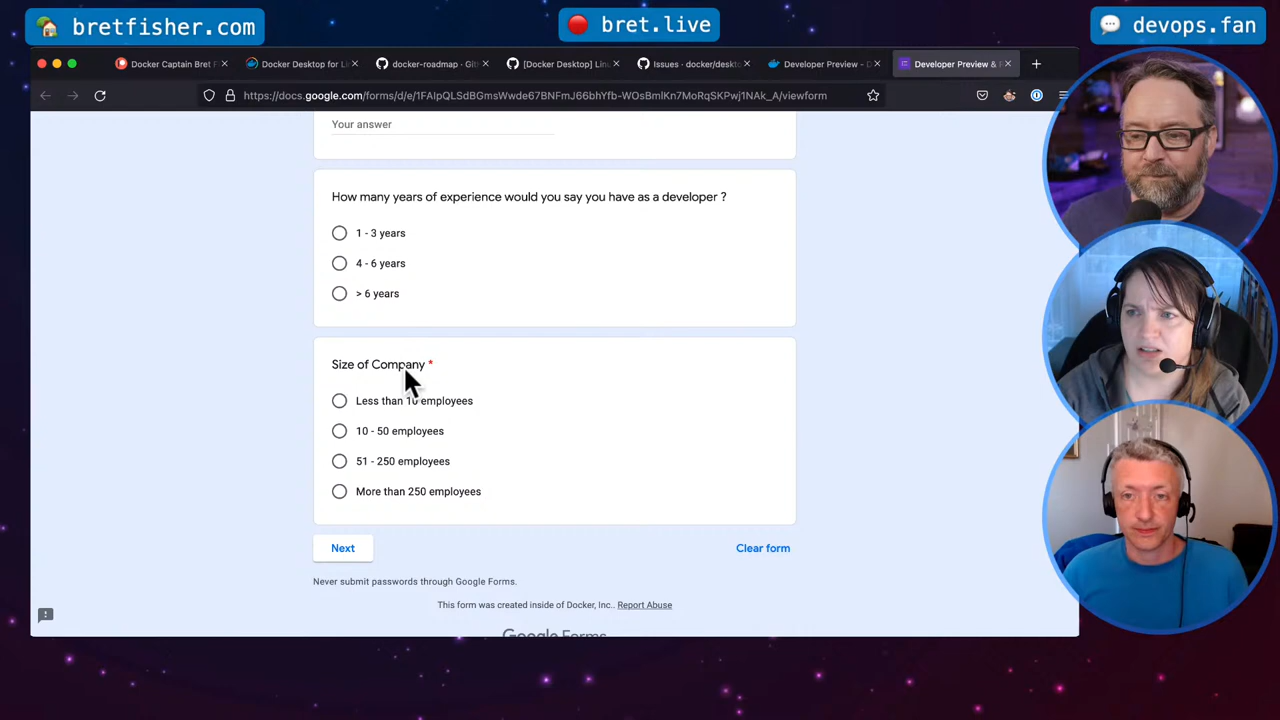 bretfisher.com
bret.live
devops.fan
Docker Captain Bret F
Docker Desktop for Li
docker-roadmap · Git
[Docker Desktop] Linu
Issues · docker/deskto
Developer Preview - D
Developer Preview &
https://docs.google.com/forms/d/e/1FAIpQLSdBGmsWwde67BNFmJ66bhYfb-WOsBmlKn7MoRqSKPwj1NAk_A/viewform
Your answer
How many years of experience would you say you have as a developer ?
1 - 3 years
4 - 6 years
> 6 years
Size of Company *
Less than 10 employees
10 - 50 employees
51 - 250 employees
More than 250 employees
Next
Clear form
Never submit passwords through Google Forms.
This form was created inside of Docker, Inc.. Report Abuse
Google Forms